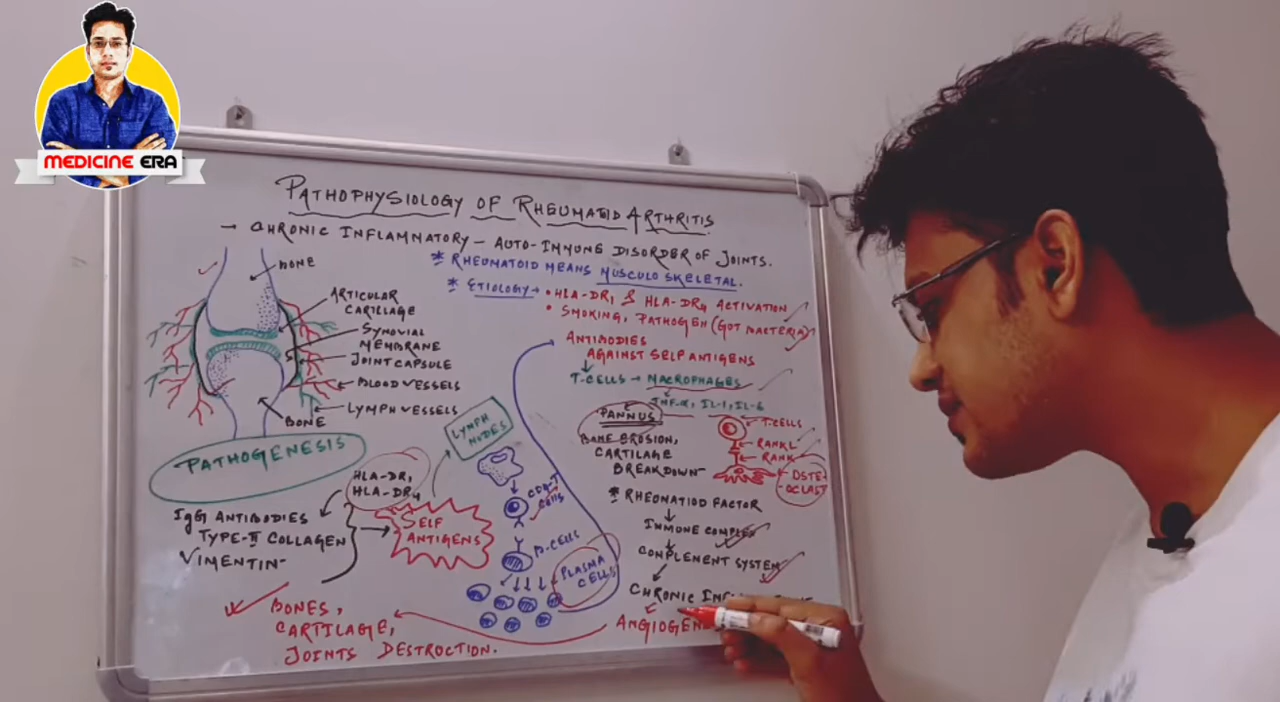 MEDICINE ERA
PATHOPHYSIOLOGY OF RHEUMATOID ARTHRITIS
→ CHRONIC INFLAMMATORY – AUTO-IMMUNE DISORDER OF JOINTS.
* RHEUMATOID MEANS MUSCULO SKELETAL.
* ETIOLOGY → • HLA-DR1 & HLA-DR4 ACTIVATION
• SMOKING, PATHOGEN (GUT BACTERIA)
BONE
ARTICULAR
CARTILAGE
SYNOVIAL
MEMBRANE
JOINT CAPSULE
BLOOD VESSELS
LYMPH VESSELS
BONE
PATHOGENESIS
HLA-DR1
HLA-DR4
IgG ANTIBODIES
TYPE-II COLLAGEN
VIMENTIN
SELF
ANTIGENS
LYMPH
NODES
CD4-T
CELLS
B-CELLS
PLASMA
CELLS
ANTIBODIES
AGAINST SELF ANTIGENS
T-CELLS → MACROPHAGES
TNF-α, IL-1, IL-6
PANNUS
BONE EROSION,
CARTILAGE
BREAKDOWN
T-CELLS
RANKL
RANK
OSTE-
OCLAST
* RHEUMATIOD FACTOR
IMMUNE COMPLEX
COMPLEMENT SYSTEM
CHRONIC
BONES,
CARTILAGE,
JOINTS DESTRUCTION.